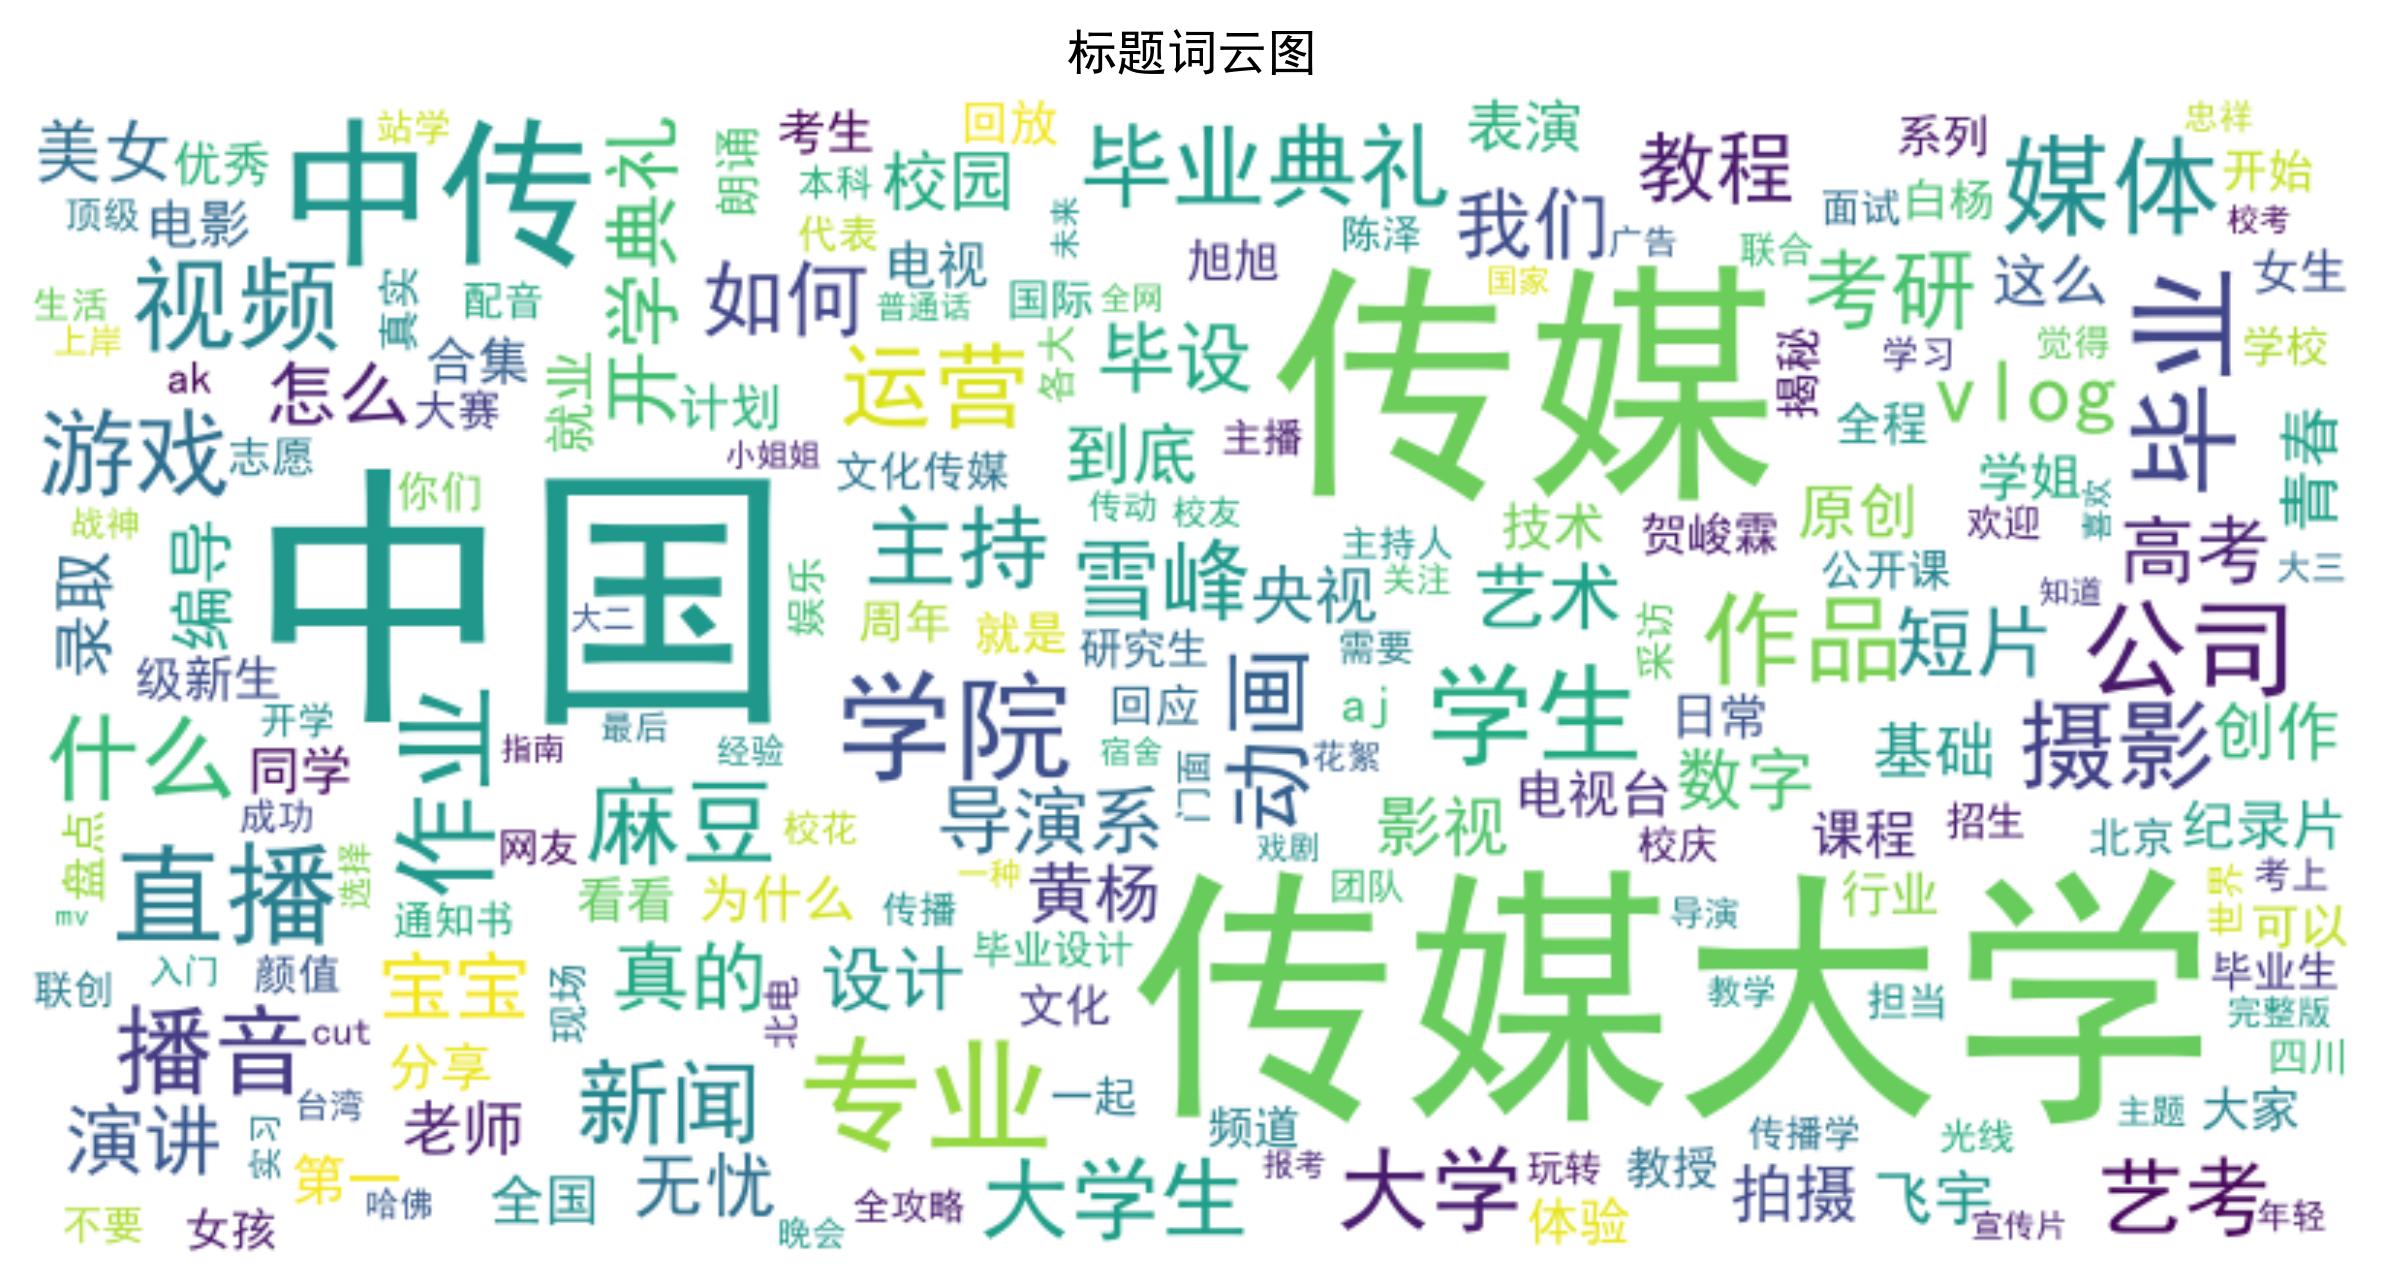 标题词云图
美女
优秀
中传
站学
开学典礼
朗诵
考生
回放
毕业典礼
表演
教程
系列
媒体
忠祥
开始
校考
顶级
电影
本科
校园
代表
未来
我们
陈泽
广告
面试
白杨
视频
真实
配音
如何
电视
普通话
国际
全网
旭旭
国家
联合
考研
这么
毕业
女生
生活
上岸
合集
就业
运营
各大
毕设
传媒
揭秘
学习
觉得
学校
ak
怎么
大赛
计划
vlog
全程
青春
游戏
志愿
你们
小姐姐
文化传媒
到底
主播
学姐
喜欢
战神
录取
编导
中国
大二
娱乐
主持
传动
校友
雪峰
主持人
关注
央视
技术
贺峻霖
原创
欢迎
高考
大三
艺术
公开课
知道
周年
就是
研究生
需要
采访
作品
短片
公司
级新生
开学
作业
指南
最后
经验
学院
回应
宿舍
门面
动画
aj
花絮
学生
日常
基础
摄影
创作
什么
同学
成功
网友
麻豆
校花
导演系
戏剧
影视
电视台
数字
校庆
课程
招生
北京
纪录片
盘点
mv
直播
选择
通知书
看看
为什么
传播
一种
黄杨
团队
传媒大学
导演
行业
世界
考上
可以
联创
入门
颜值
宝宝
现场
真的
北电
设计
毕业设计
文化
教学
担当
毕业生
完整版
四川
播音
cut
分享
新闻
专业
一起
频道
传播学
光线
主题
大家
演讲
实习
台湾
老师
第一
哈佛
全国
无忧
全攻略
晚会
大学生
报考
大学
玩转
体验
教授
拍摄
飞宇
宣传片
艺考
年轻
不要
女孩